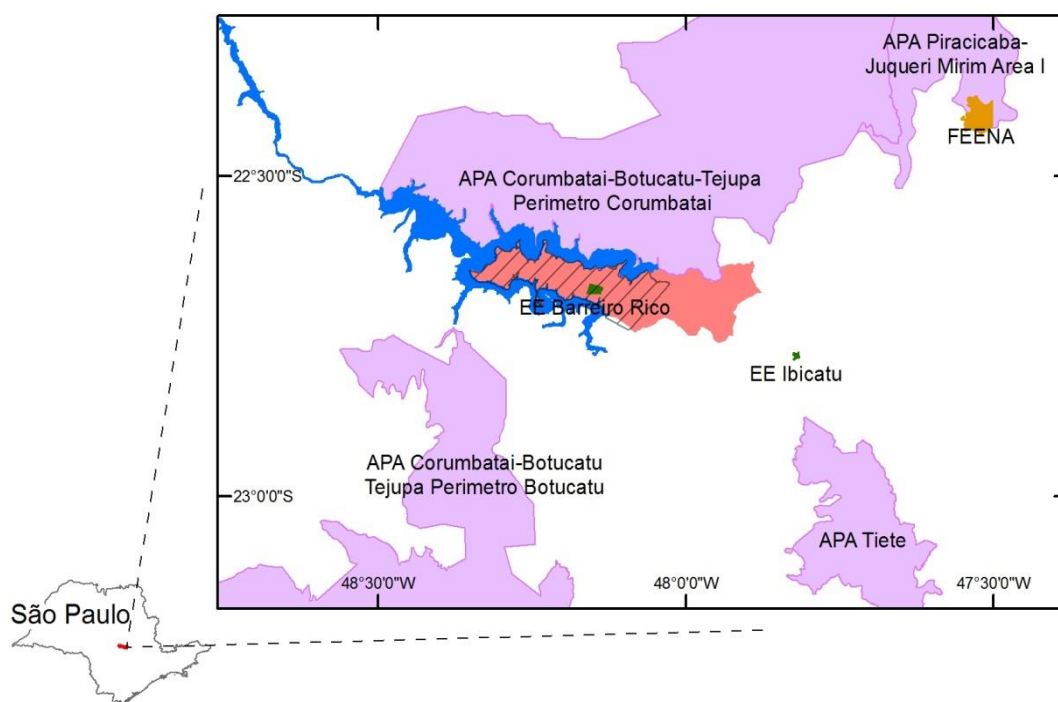 APA Piracicaba-
Juqueri Mirim Area I
FEENA
22°30'0"S
APA Corumbatai-Botucatu-Tejupa
Perimetro Corumbatai
EE Barreiro Rico
EE Ibicatu
APA Corumbatai-Botucatu
Tejupa Perimetro Botucatu
23°0'0"S
APA Tiete
48°30'0"W
48°0'0"W
47°30'0"W
São Paulo